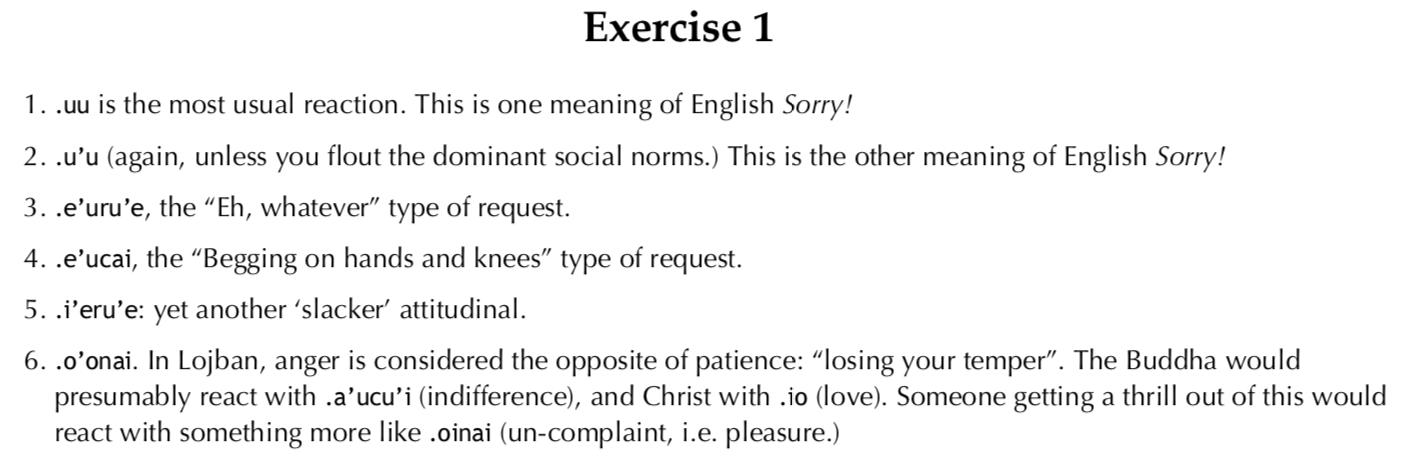 Exercise 1
1. .uu is the most usual reaction. This is one meaning of English Sorry!
2. .u’u (again, unless you flout the dominant social norms.) This is the other meaning of English Sorry!
3. .e’uru’e, the “Eh, whatever” type of request.
4. .e’ucai, the “Begging on hands and knees” type of request.
5. .i’eru’e: yet another ‘slacker’ attitudinal.
6. .o’onai. In Lojban, anger is considered the opposite of patience: “losing your temper”. The Buddha would
presumably react with .a’ucu’i (indifference), and Christ with .io (love). Someone getting a thrill out of this would
react with something more like .oinai (un-complaint, i.e. pleasure.)